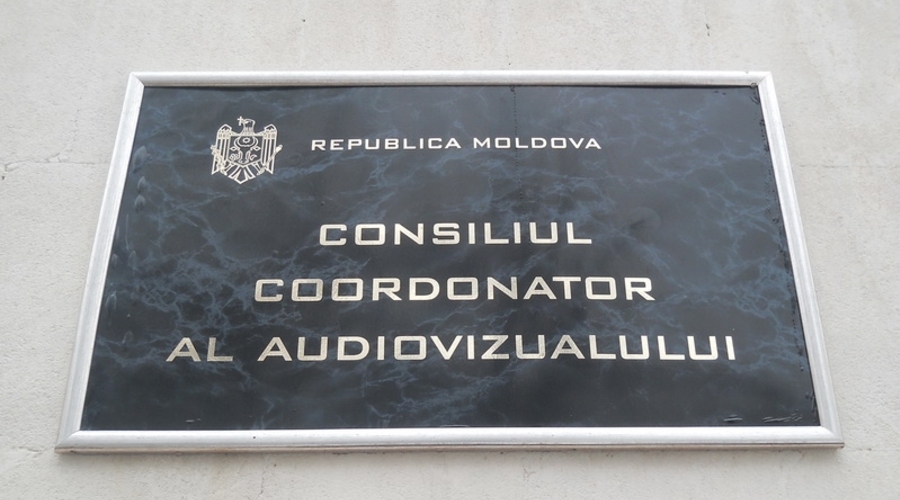 REPUBLICA MOLDOVA
CONSILIUL
COORDONATOR
AL AUDIOVIZUALULUI